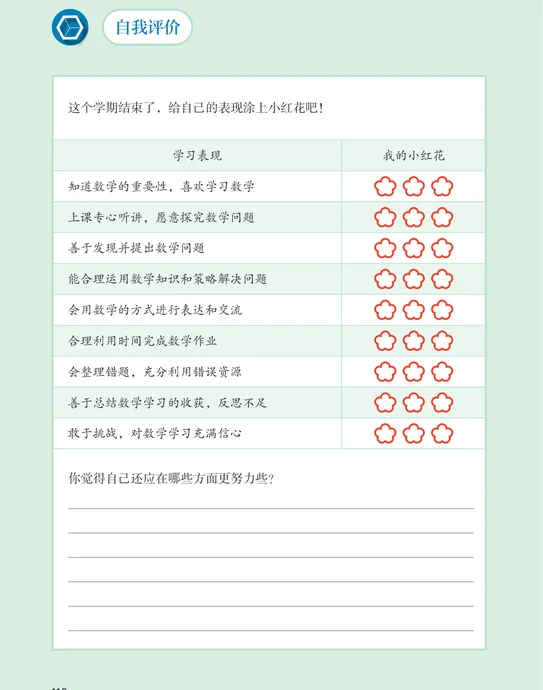 自我评价
这个学期结束了，给自己的表现涂上小红花吧！
学习表现 我的小红花
知道数学的重要性，喜欢学习数学
上课专心听讲，愿意探究数学问题
善于发现并提出数学问题
能合理运用数学知识和策略解决问题
会用数学的方式进行表达和交流
合理利用时间完成数学作业
会整理错题，充分利用错误资源
善于总结数学学习的收获，反思不足
敢于挑战，对数学学习充满信心
你觉得自己还应在哪些方面更努力些？